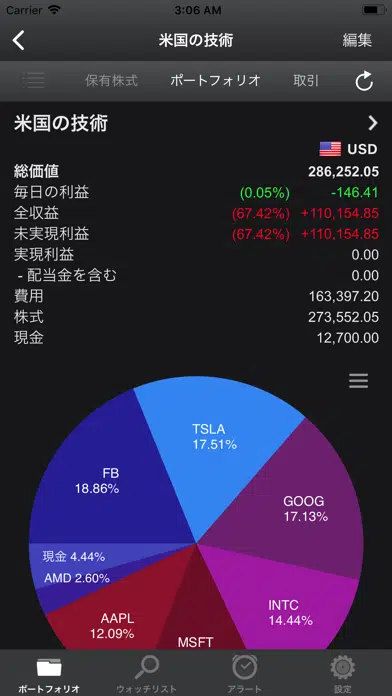 Carrier 3:06 AM
米国の技術 編集
保有株式 ポートフォリオ 取引
米国の技術
USD
総価値 286,252.05
毎日の利益 (0.05%) -146.41
全収益 (67.42%) +110,154.85
未実現利益 (67.42%) +110,154.85
実現利益 0.00
- 配当金を含む 0.00
費用 163,397.20
株式 273,552.05
現金 12,700.00
TSLA
17.51%
FB
18.86%
GOOG
17.13%
現金 4.44%
AMD 2.60%
INTC
14.44%
AAPL
12.09%
MSFT
ポートフォリオ ウォッチリスト アラート 設定